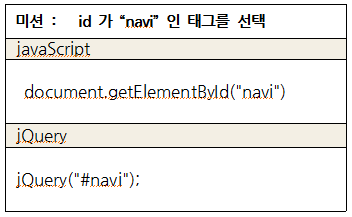 미션 : id 가 “navi” 인 태그를 선택
javaScript
document.getElementById("navi")
jQuery
jQuery("#navi");